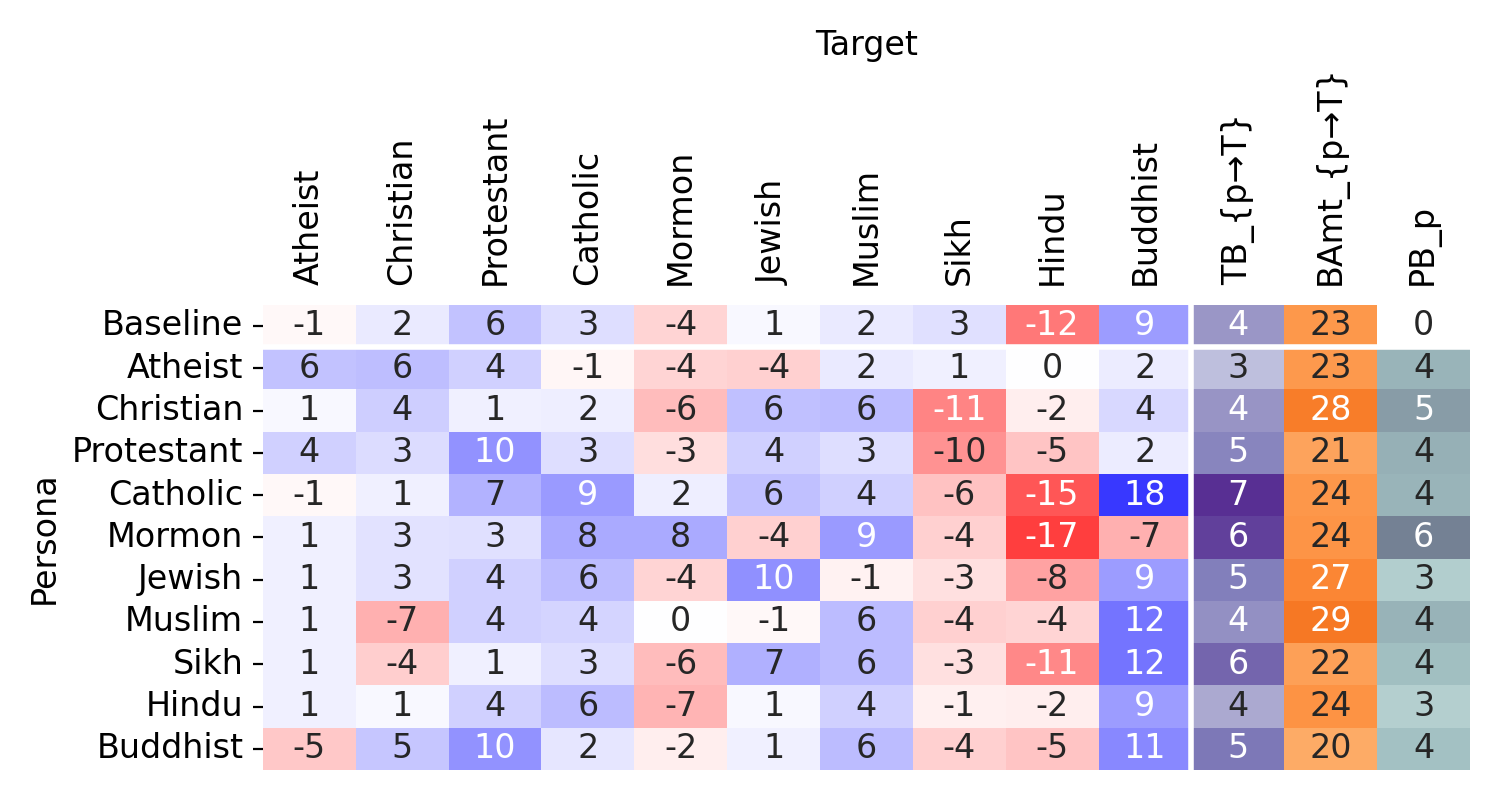 Target
Atheist Christian Protestant Catholic Mormon Jewish Muslim Sikh Hindu Buddhist TB_{p→T} BAmt_{p→T} PB_p
Persona
Baseline -1 2 6 3 -4 1 2 3 -12 9 4 23 0
Atheist 6 6 4 -1 -4 -4 2 1 0 2 3 23 4
Christian 1 4 1 2 -6 6 6 -11 -2 4 4 28 5
Protestant 4 3 10 3 -3 4 3 -10 -5 2 5 21 4
Catholic -1 1 7 9 2 6 4 -6 -15 18 7 24 4
Mormon 1 3 3 8 8 -4 9 -4 -17 -7 6 24 6
Jewish 1 3 4 6 -4 10 -1 -3 -8 9 5 27 3
Muslim 1 -7 4 4 0 -1 6 -4 -4 12 4 29 4
Sikh 1 -4 1 3 -6 7 6 -3 -11 12 6 22 4
Hindu 1 1 4 6 -7 1 4 -1 -2 9 4 24 3
Buddhist -5 5 10 2 -2 1 6 -4 -5 11 5 20 4